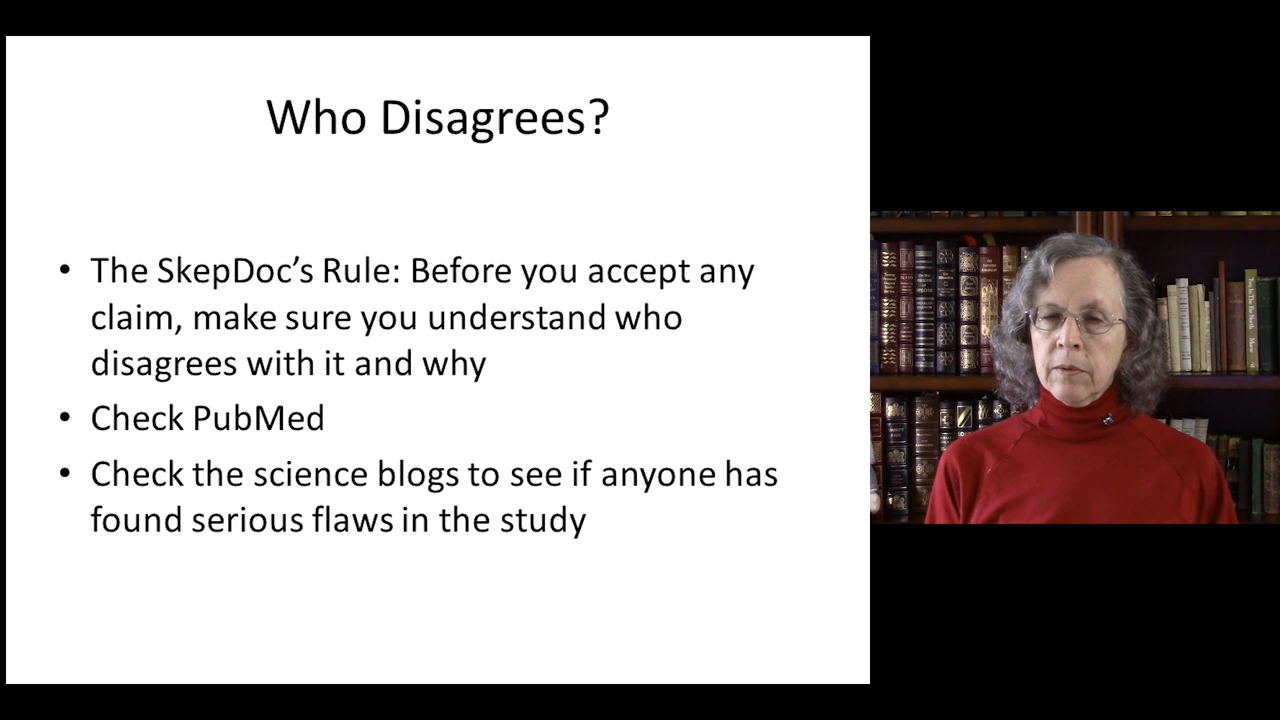 Who Disagrees?
• The SkepDoc’s Rule: Before you accept any
claim, make sure you understand who
disagrees with it and why
• Check PubMed
• Check the science blogs to see if anyone has
found serious flaws in the study